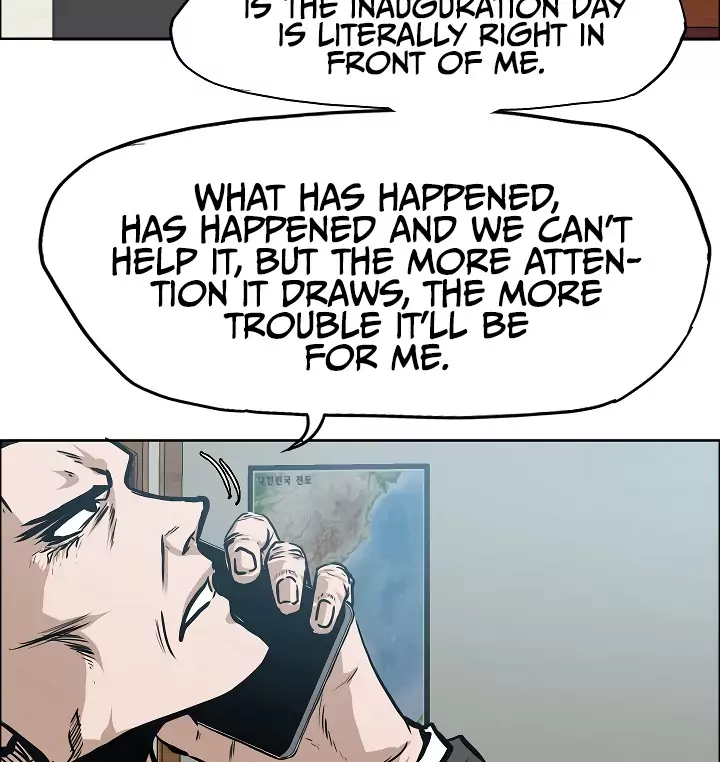 IS THE INAUGURATION DAY
IS LITERALLY RIGHT IN
FRONT OF ME.
WHAT HAS HAPPENED,
HAS HAPPENED AND WE CAN'T
HELP IT, BUT THE MORE ATTEN-
TION IT DRAWS, THE MORE
TROUBLE IT'LL BE
FOR ME.
대한민국 전도